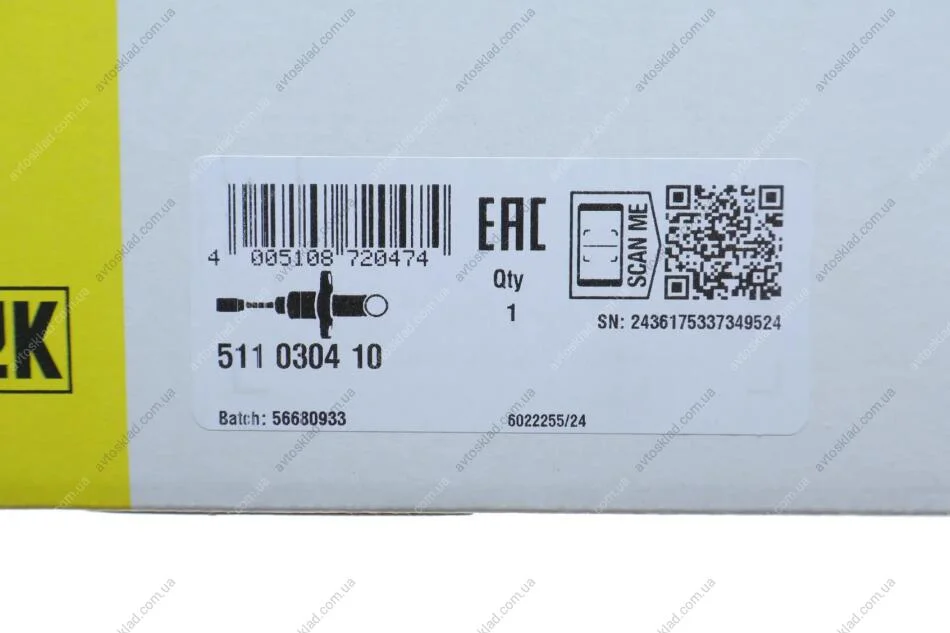 EAC
SCAN ME
4 005108 720474
Qty
1
SN: 2436175337349524
511 0304 10
Batch: 56680933
6022255/24
avtosklad.com.ua